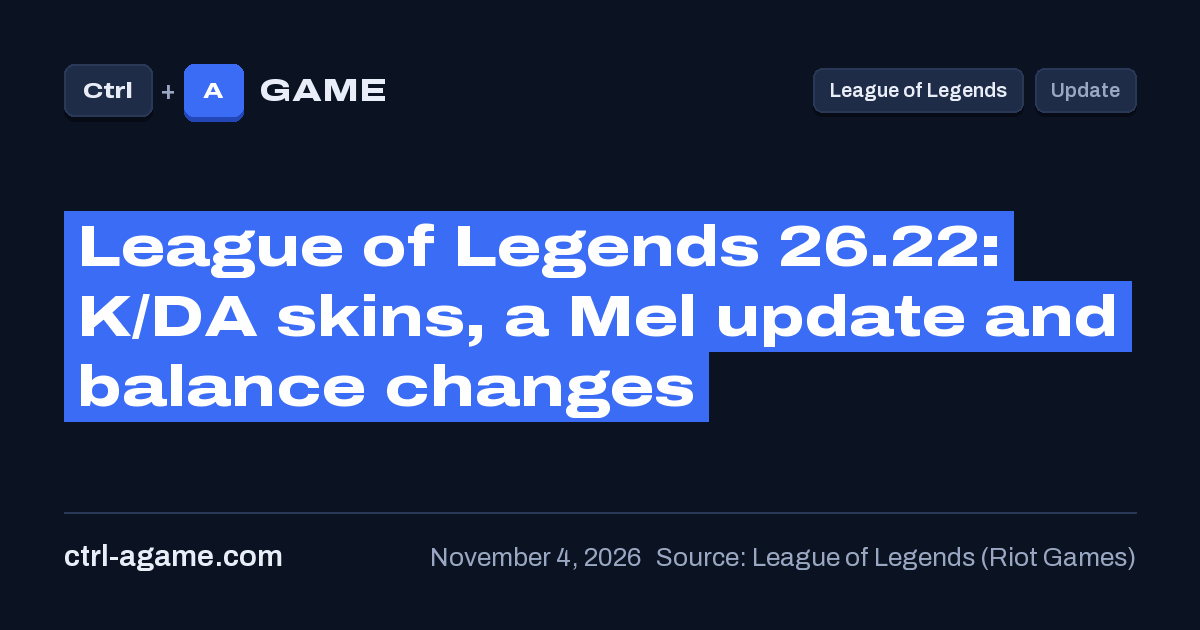 Ctrl + A GAME
League of Legends Update
League of Legends 26.22:
K/DA skins, a Mel update and
balance changes
ctrl-agame.com
November 4, 2026 Source: League of Legends (Riot Games)